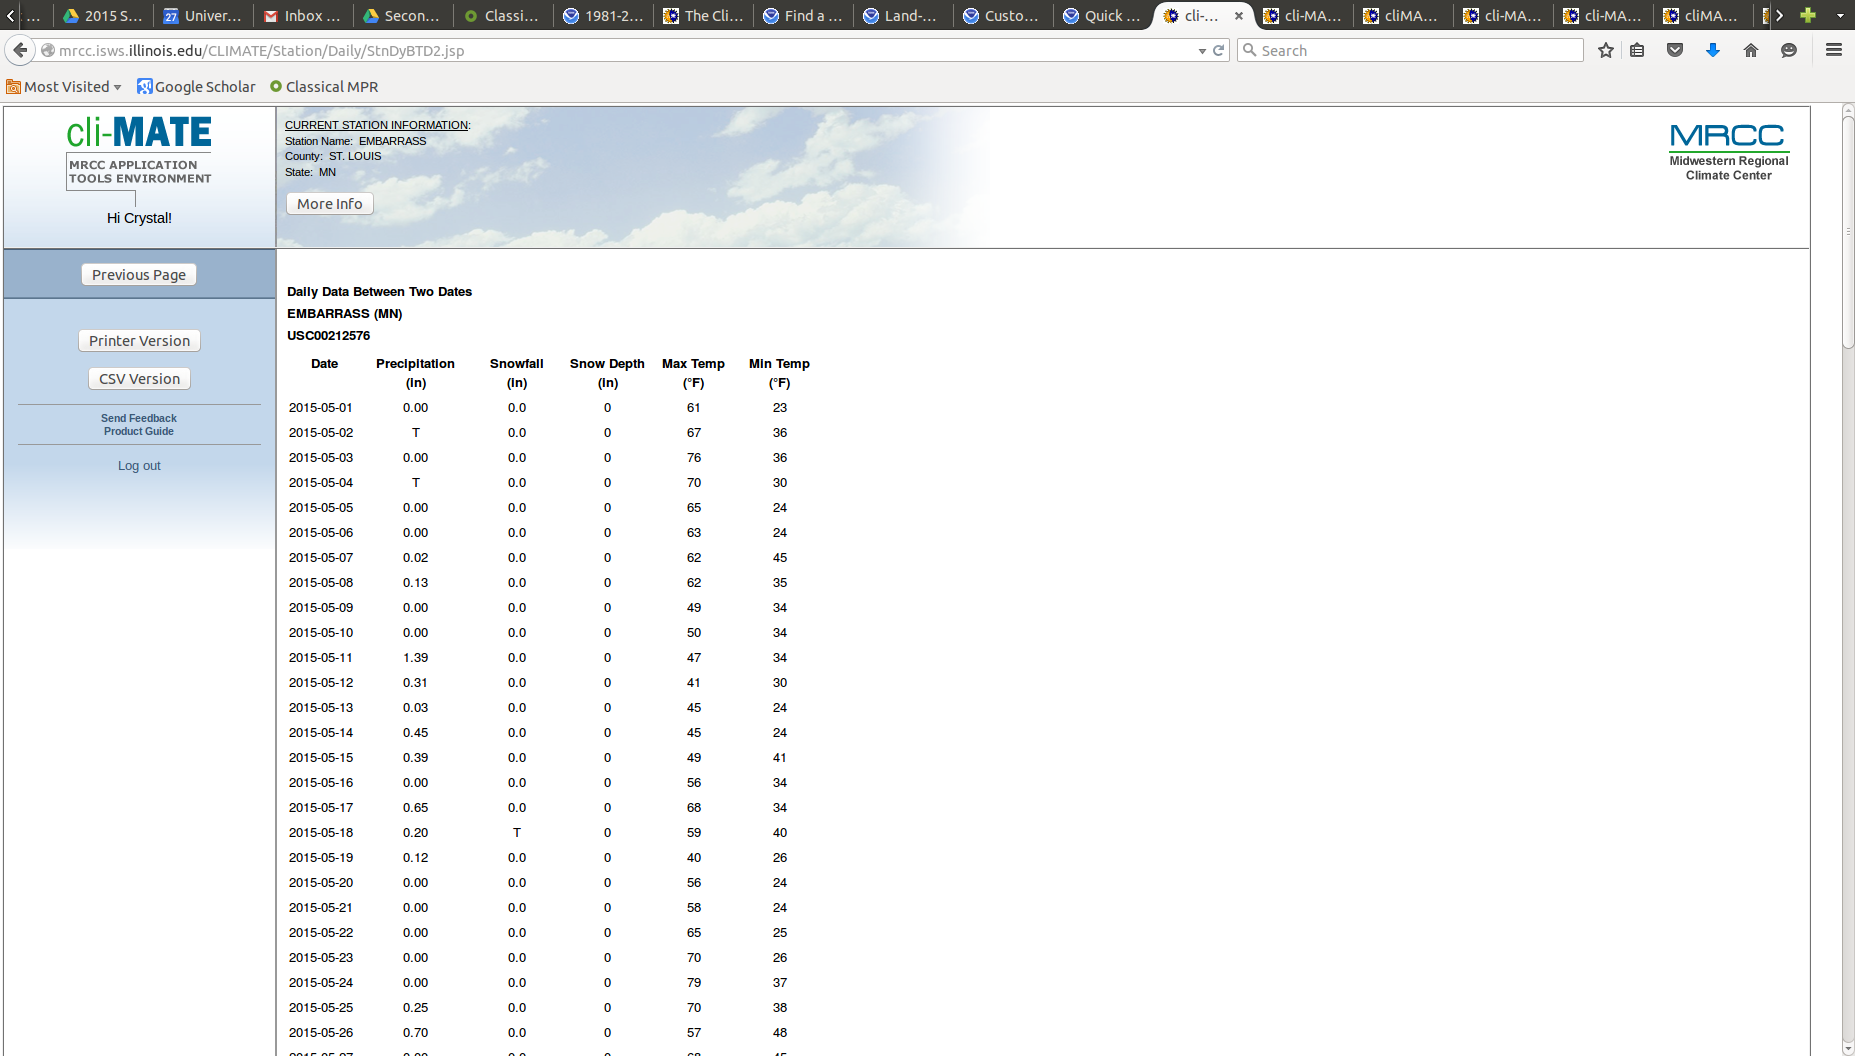 ... 2015 S... Univer... Inbox ... Secon... Classi... 1981-2... The Cli... Find a ... Land-... Custo... Quick ... cli-... cli-MA... cliMA... cli-MA... cli-MA... cliMA...
27
mrcc.isws.illinois.edu/CLIMATE/Station/Daily/StnDyBTD2.jsp
Search
Most Visited Google Scholar Classical MPR
cli-MATE
MRCC APPLICATION
TOOLS ENVIRONMENT
Hi Crystal!
CURRENT STATION INFORMATION:
Station Name: EMBARRASS
County: ST. LOUIS
State: MN
More Info
MRCC
Midwestern Regional
Climate Center
Previous Page
Printer Version
CSV Version
Send Feedback
Product Guide
Log out
Daily Data Between Two Dates
EMBARRASS (MN)
USC00212576
Date Precipitation Snowfall Snow Depth Max Temp Min Temp
(in) (in) (in) (°F) (°F)
2015-05-01 0.00 0.0 0 61 23
2015-05-02 T 0.0 0 67 36
2015-05-03 0.00 0.0 0 76 36
2015-05-04 T 0.0 0 70 30
2015-05-05 0.00 0.0 0 65 24
2015-05-06 0.00 0.0 0 63 24
2015-05-07 0.02 0.0 0 62 45
2015-05-08 0.13 0.0 0 62 35
2015-05-09 0.00 0.0 0 49 34
2015-05-10 0.00 0.0 0 50 34
2015-05-11 1.39 0.0 0 47 34
2015-05-12 0.31 0.0 0 41 30
2015-05-13 0.03 0.0 0 45 24
2015-05-14 0.45 0.0 0 45 24
2015-05-15 0.39 0.0 0 49 41
2015-05-16 0.00 0.0 0 56 34
2015-05-17 0.65 0.0 0 68 34
2015-05-18 0.20 T 0 59 40
2015-05-19 0.12 0.0 0 40 26
2015-05-20 0.00 0.0 0 56 24
2015-05-21 0.00 0.0 0 58 24
2015-05-22 0.00 0.0 0 65 25
2015-05-23 0.00 0.0 0 70 26
2015-05-24 0.00 0.0 0 79 37
2015-05-25 0.25 0.0 0 70 38
2015-05-26 0.70 0.0 0 57 48